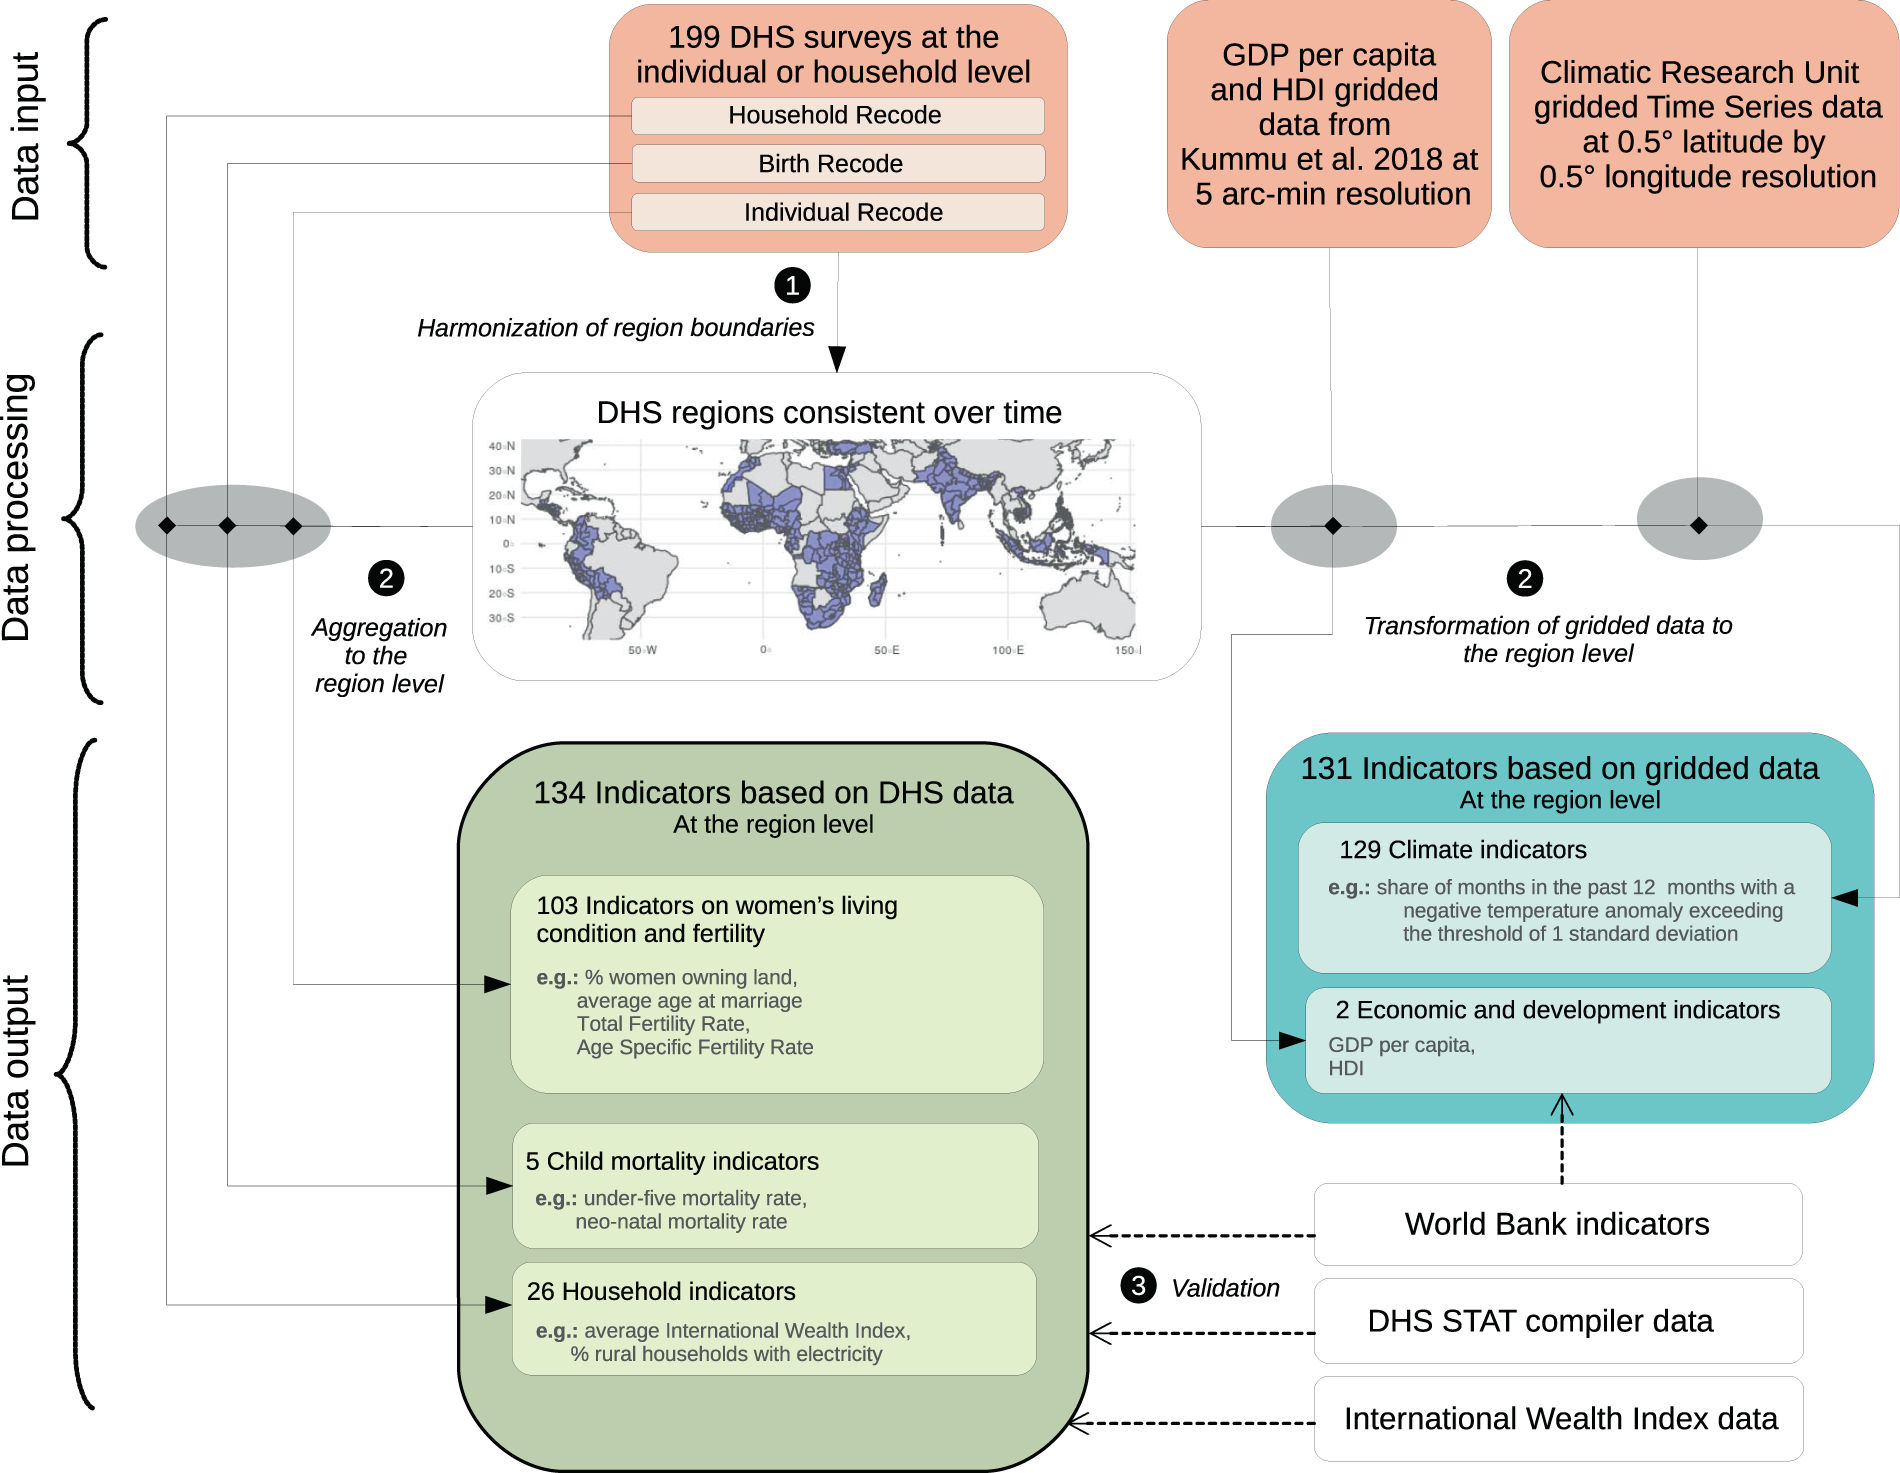 Data input
199 DHS surveys at the
individual or household level
Household Recode
Birth Recode
Individual Recode
GDP per capita
and HDI gridded
data from
Kummu et al. 2018 at
5 arc-min resolution
Climatic Research Unit
gridded Time Series data
at 0.5° latitude by
0.5° longitude resolution
1
Harmonization of region boundaries
Data processing
DHS regions consistent over time
40°N
30°N
20°N
10°N
0°
10°S
20°S
30°S
50°W
0°
50°E
100°E
150°
2
Aggregation
to the
region level
2
Transformation of gridded data to
the region level
Data output
134 Indicators based on DHS data
At the region level
103 Indicators on women’s living
condition and fertility
e.g.: % women owning land,
average age at marriage
Total Fertility Rate,
Age Specific Fertility Rate
5 Child mortality indicators
e.g.: under-five mortality rate,
neo-natal mortality rate
26 Household indicators
e.g.: average International Wealth Index,
% rural households with electricity
131 Indicators based on gridded data
At the region level
129 Climate indicators
e.g.: share of months in the past 12 months with a
negative temperature anomaly exceeding
the threshold of 1 standard deviation
2 Economic and development indicators
GDP per capita,
HDI
3 Validation
World Bank indicators
DHS STAT compiler data
International Wealth Index data